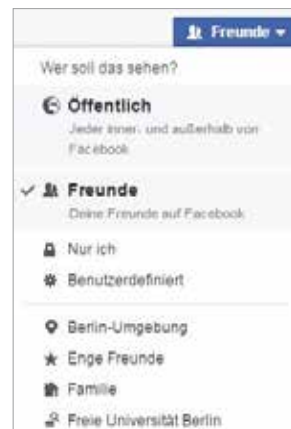 Freunde
Wer soll das sehen?
Öffentlich
Jeder inner- und außerhalb von
Facebook
Freunde
Deine Freunde auf Facebook
Nur ich
Benutzerdefiniert
Berlin-Umgebung
Enge Freunde
Familie
Freie Universität Berlin